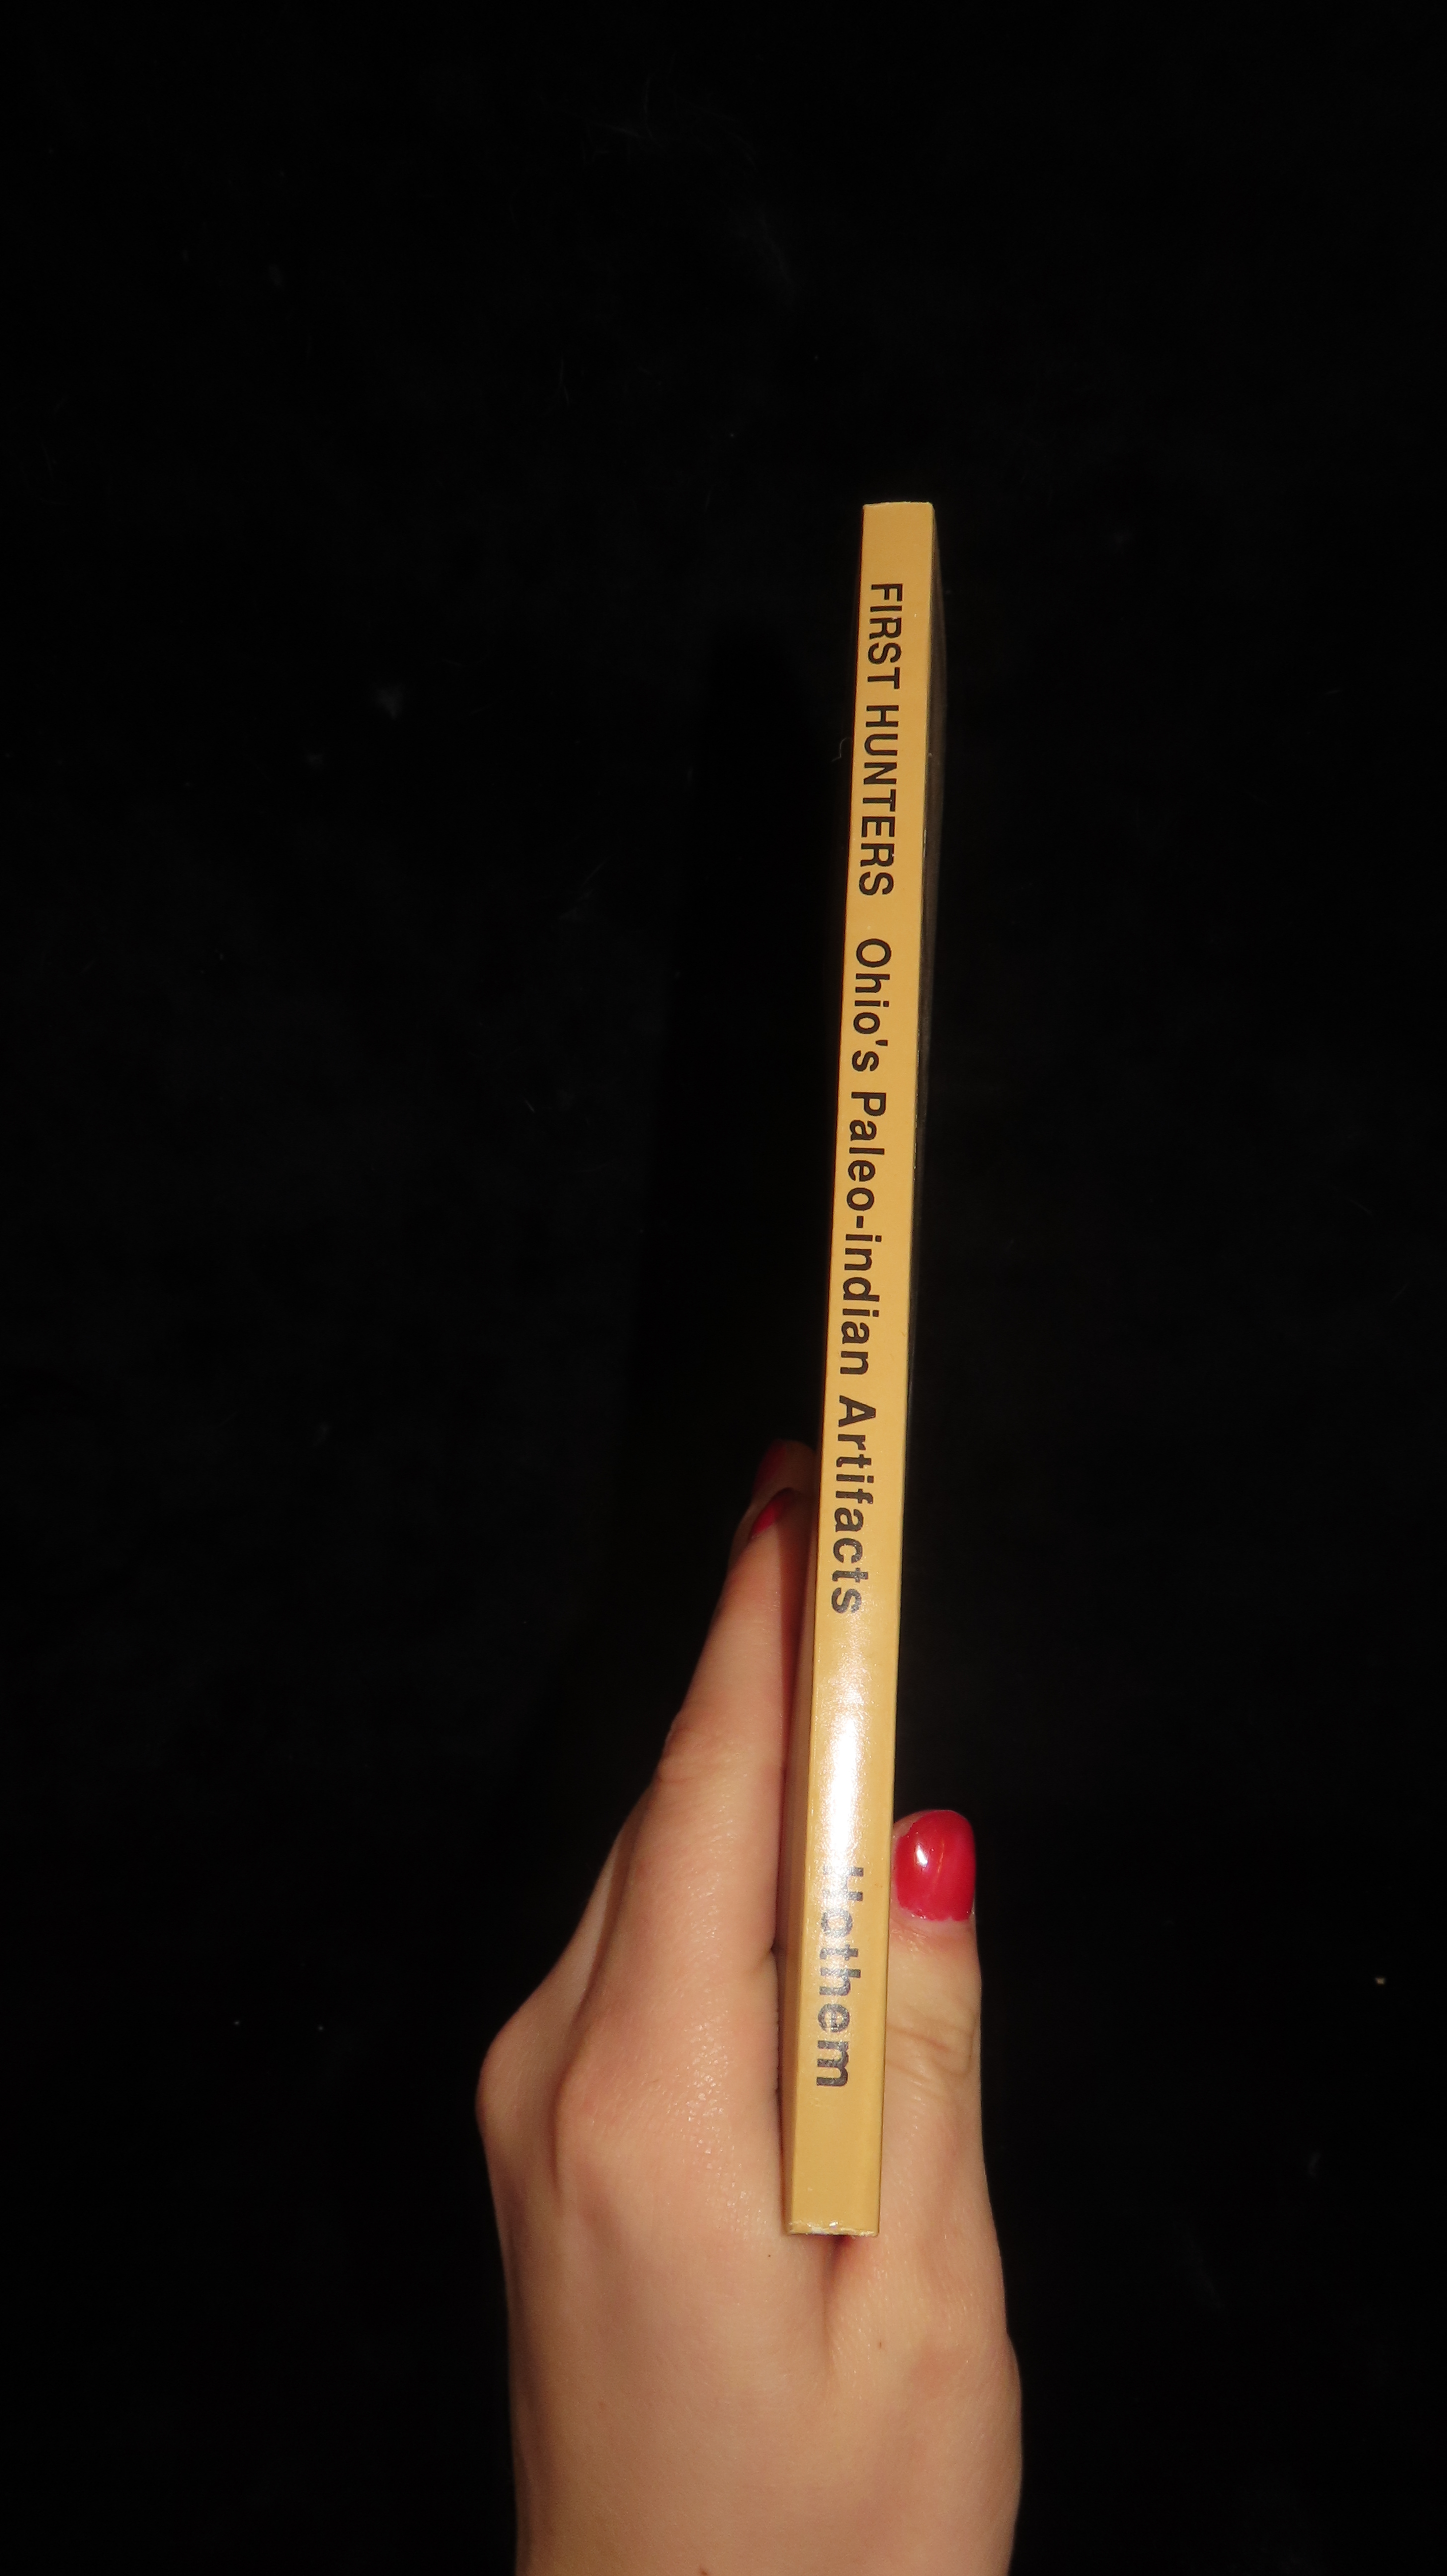 FIRST HUNTERS Ohio's Paleo-indian Artifacts Hothem